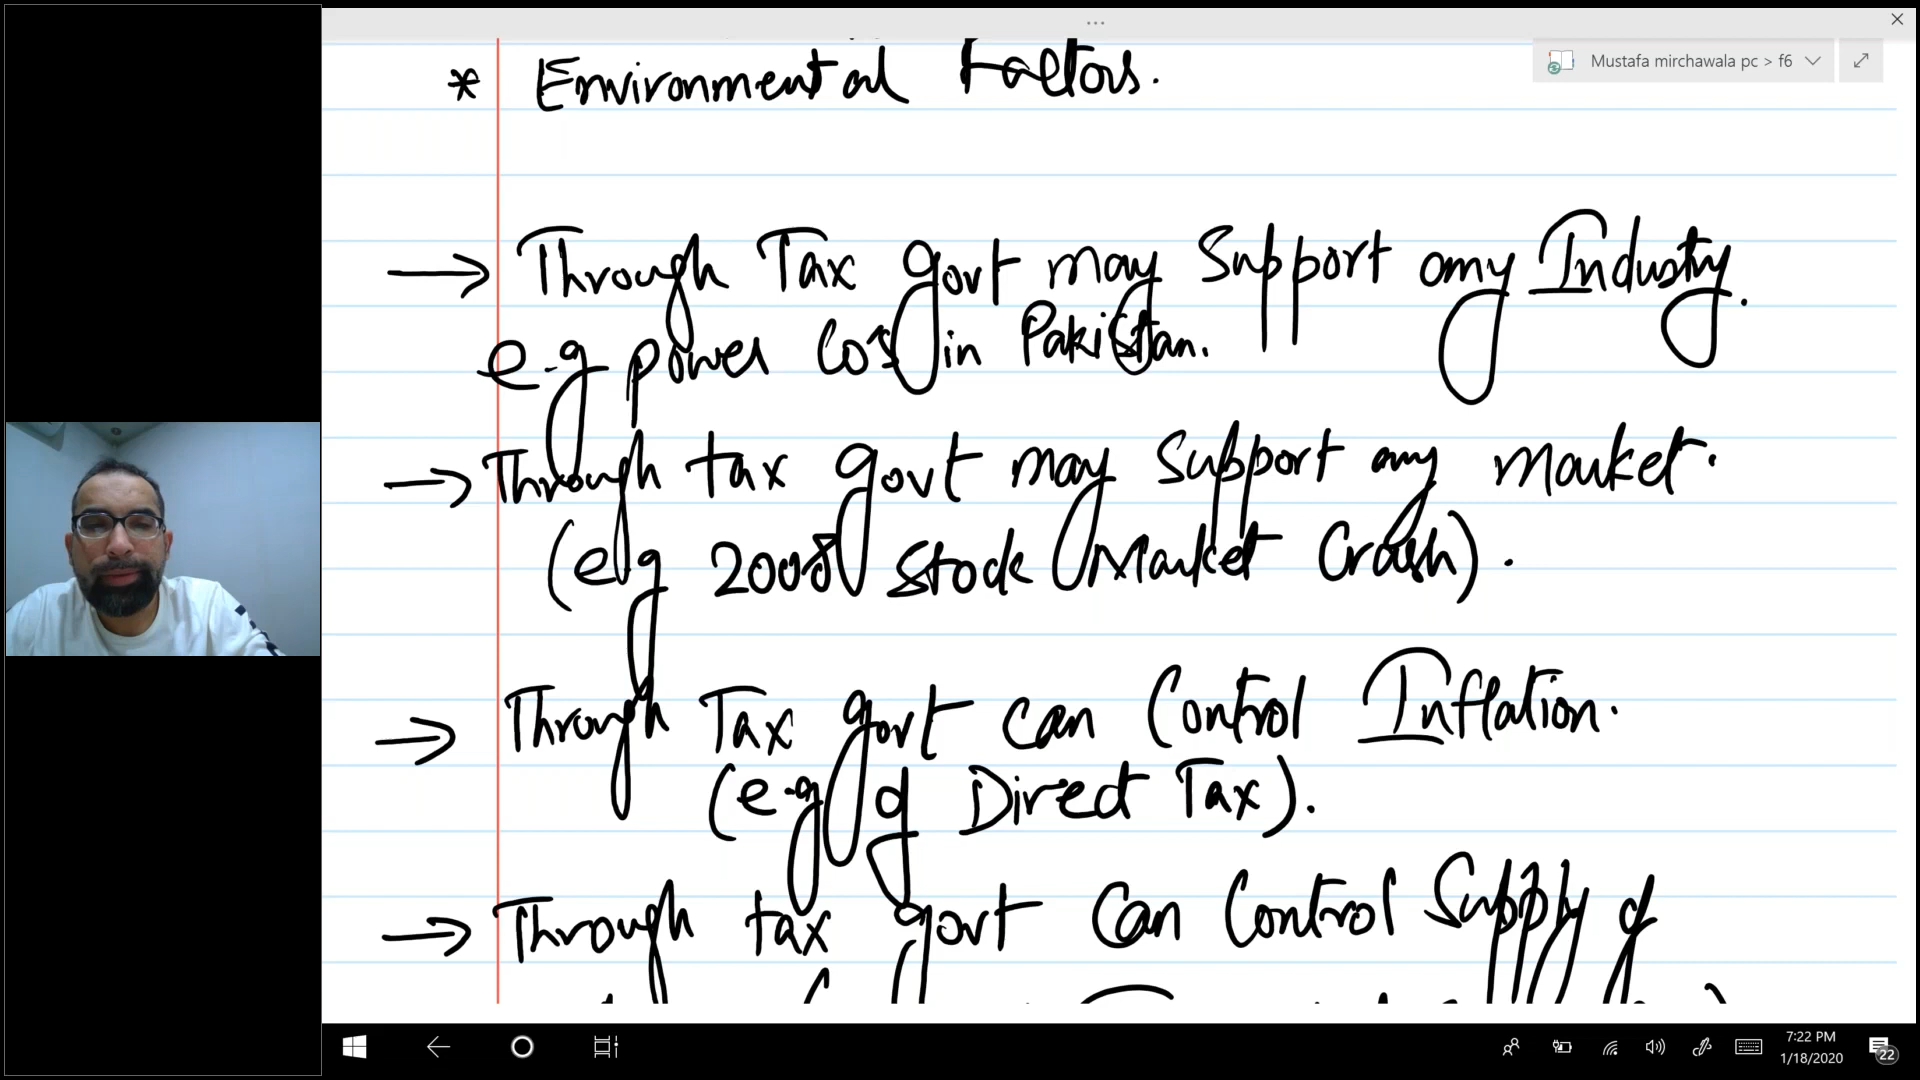 Mustafa mirchawala pc > f6
* Environmental Factors.
→ Through Tax govt may Support any Industry.
e.g power Cost in Pakistan.
→ Through tax govt may Support any market.
(e.g 2008 Stock Market Crash).
→ Through Tax govt can Control Inflation.
(e.g of Direct Tax).
→ Through tax govt Can Control Supply of
7:22 PM
1/18/2020
22